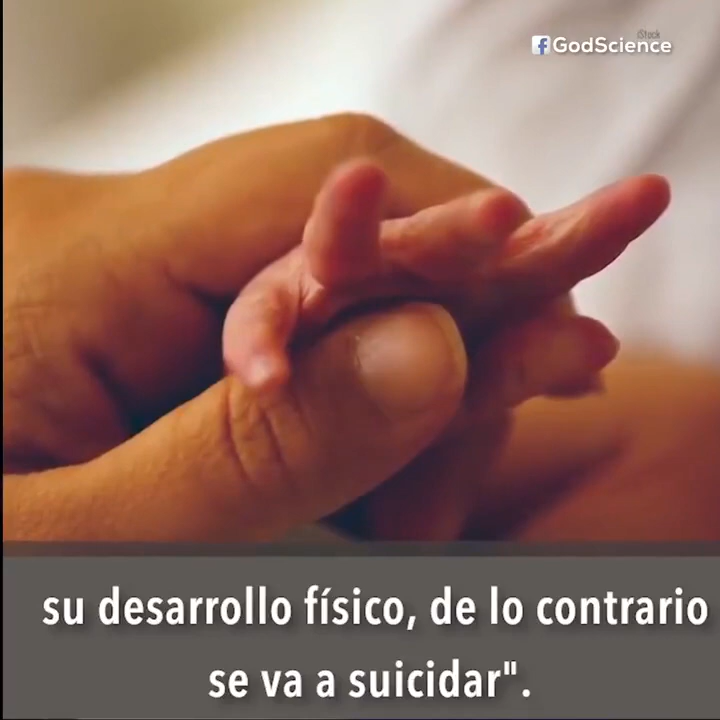 iStock
GodScience
su desarrollo físico, de lo contrario
se va a suicidar".